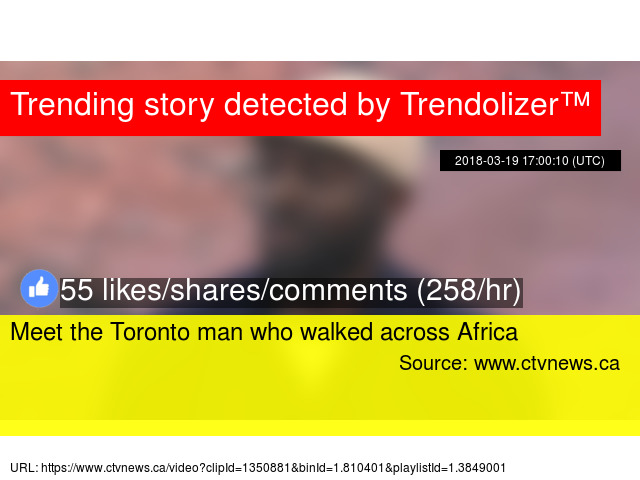 Trending story detected by Trendolizer™
2018-03-19 17:00:10 (UTC)
55 likes/shares/comments (258/hr)
Meet the Toronto man who walked across Africa
Source: www.ctvnews.ca
URL: https://www.ctvnews.ca/video?clipId=1350881&binId=1.810401&playlistId=1.3849001